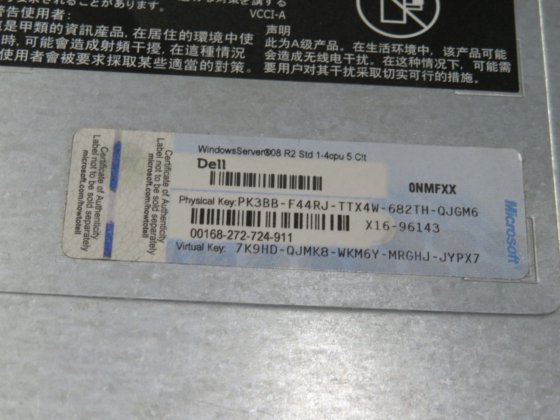 VCCI-A
告使用者:
是甲類的資訊産品, 在居住的環境中使
時, 可能會造成射頻干擾, 在這種情況
使用者會被要求採取某些適當的對策。
声明
此为A级产品。在生活环境中, 该产品可能
会造成无线电干扰。在这种情况下, 可能需
要用户对其干扰采取切实可行的措施。
Certificate of Authenticity
Label not to be sold separately
microsoft.com/howtotell
Certificate of Authenticity
Label not to be sold separately
microsoft.com/howtotell
WindowsServer®08 R2 Std 1-4cpu 5 Clt
Dell
0NMFXX
Physical Key:PK3BB-F44RJ-TTX4W-682TH-QJGM6
X16-96143
00168-272-724-911
Virtual Key: 7K9HD-QJMK8-WKM6Y-MRGHJ-JYPX7
Microsoft